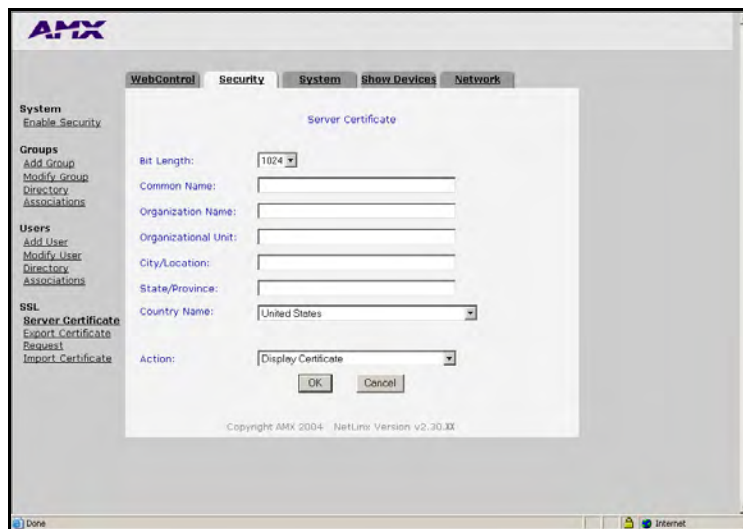 AMX
WebControl
Security
System
Show Devices
Network
System
Enable Security
Groups
Add Group
Modify Group
Directory
Associations
Users
Add User
Modify User
Directory
Associations
SSL
Server Certificate
Export Certificate
Request
Import Certificate
Server Certificate
Bit Length:
1024
Common Name:
Organization Name:
Organizational Unit:
City/Location:
State/Province:
Country Name:
United States
Action:
Display Certificate
OK
Cancel
Copyright AMX 2004 NetLinx Version v2.30.XX
Done
Internet